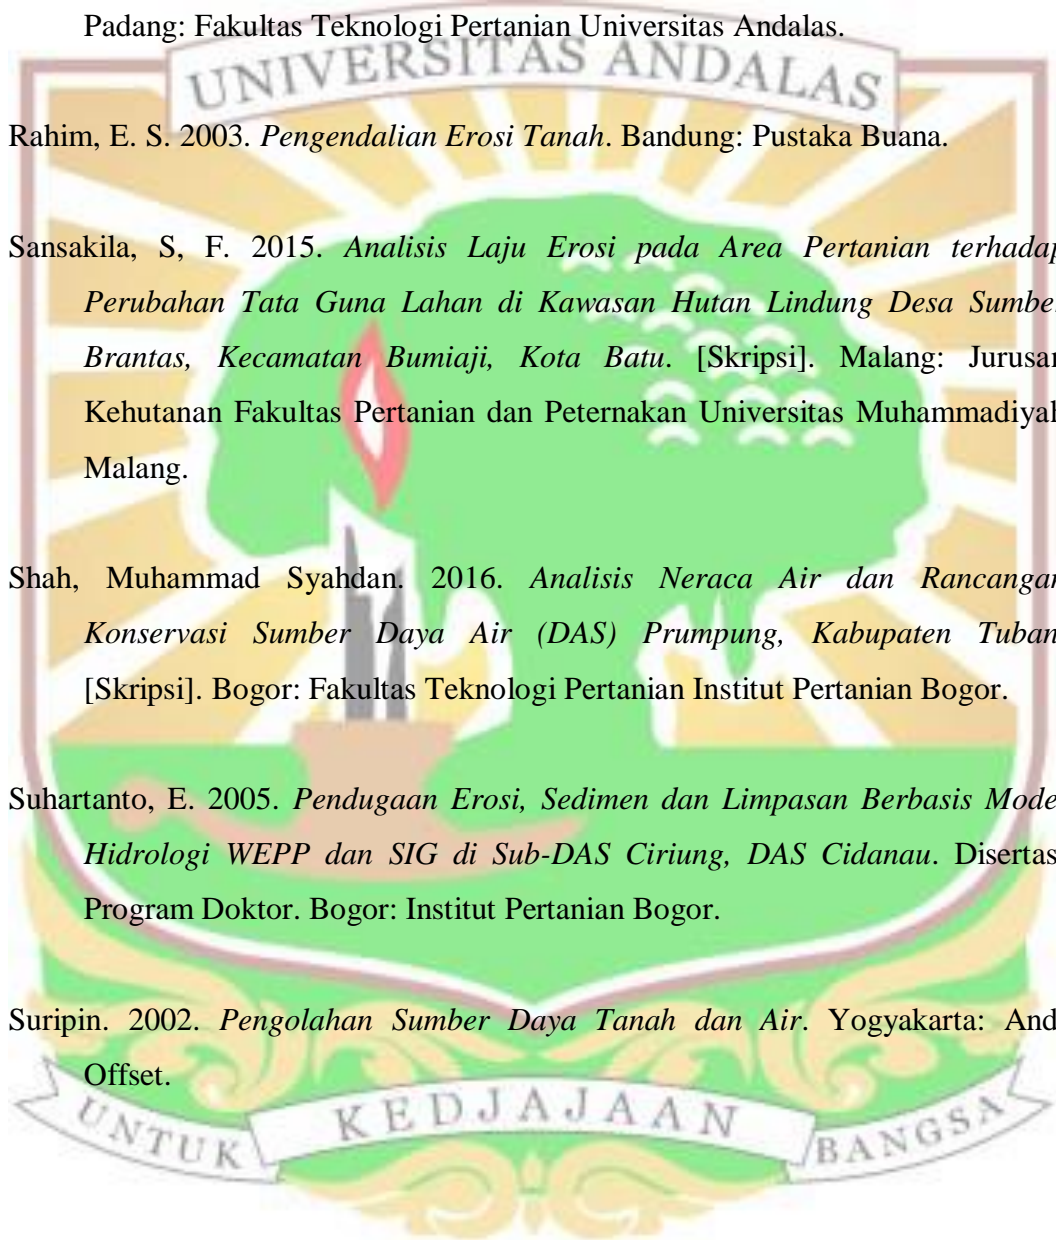 Padang: Fakultas Teknologi Pertanian Universitas Andalas.
UNIVERSITAS ANDALAS
Rahim, E. S. 2003. Pengendalian Erosi Tanah. Bandung: Pustaka Buana.
Sansakila, S, F. 2015. Analisis Laju Erosi pada Area Pertanian terhadap
Perubahan Tata Guna Lahan di Kawasan Hutan Lindung Desa Sumber
Brantas, Kecamatan Bumiaji, Kota Batu. [Skripsi]. Malang: Jurusan
Kehutanan Fakultas Pertanian dan Peternakan Universitas Muhammadiyah
Malang.
Shah, Muhammad Syahdan. 2016. Analisis Neraca Air dan Rancangan
Konservasi Sumber Daya Air (DAS) Prumpung, Kabupaten Tuban
[Skripsi]. Bogor: Fakultas Teknologi Pertanian Institut Pertanian Bogor.
Suhartanto, E. 2005. Pendugaan Erosi, Sedimen dan Limpasan Berbasis Mode
Hidrologi WEPP dan SIG di Sub-DAS Ciriung, DAS Cidanau. Disertas
Program Doktor. Bogor: Institut Pertanian Bogor.
Suripin. 2002. Pengolahan Sumber Daya Tanah dan Air. Yogyakarta: And
Offset.
UNTUK KEDJAJAAN BANGSA